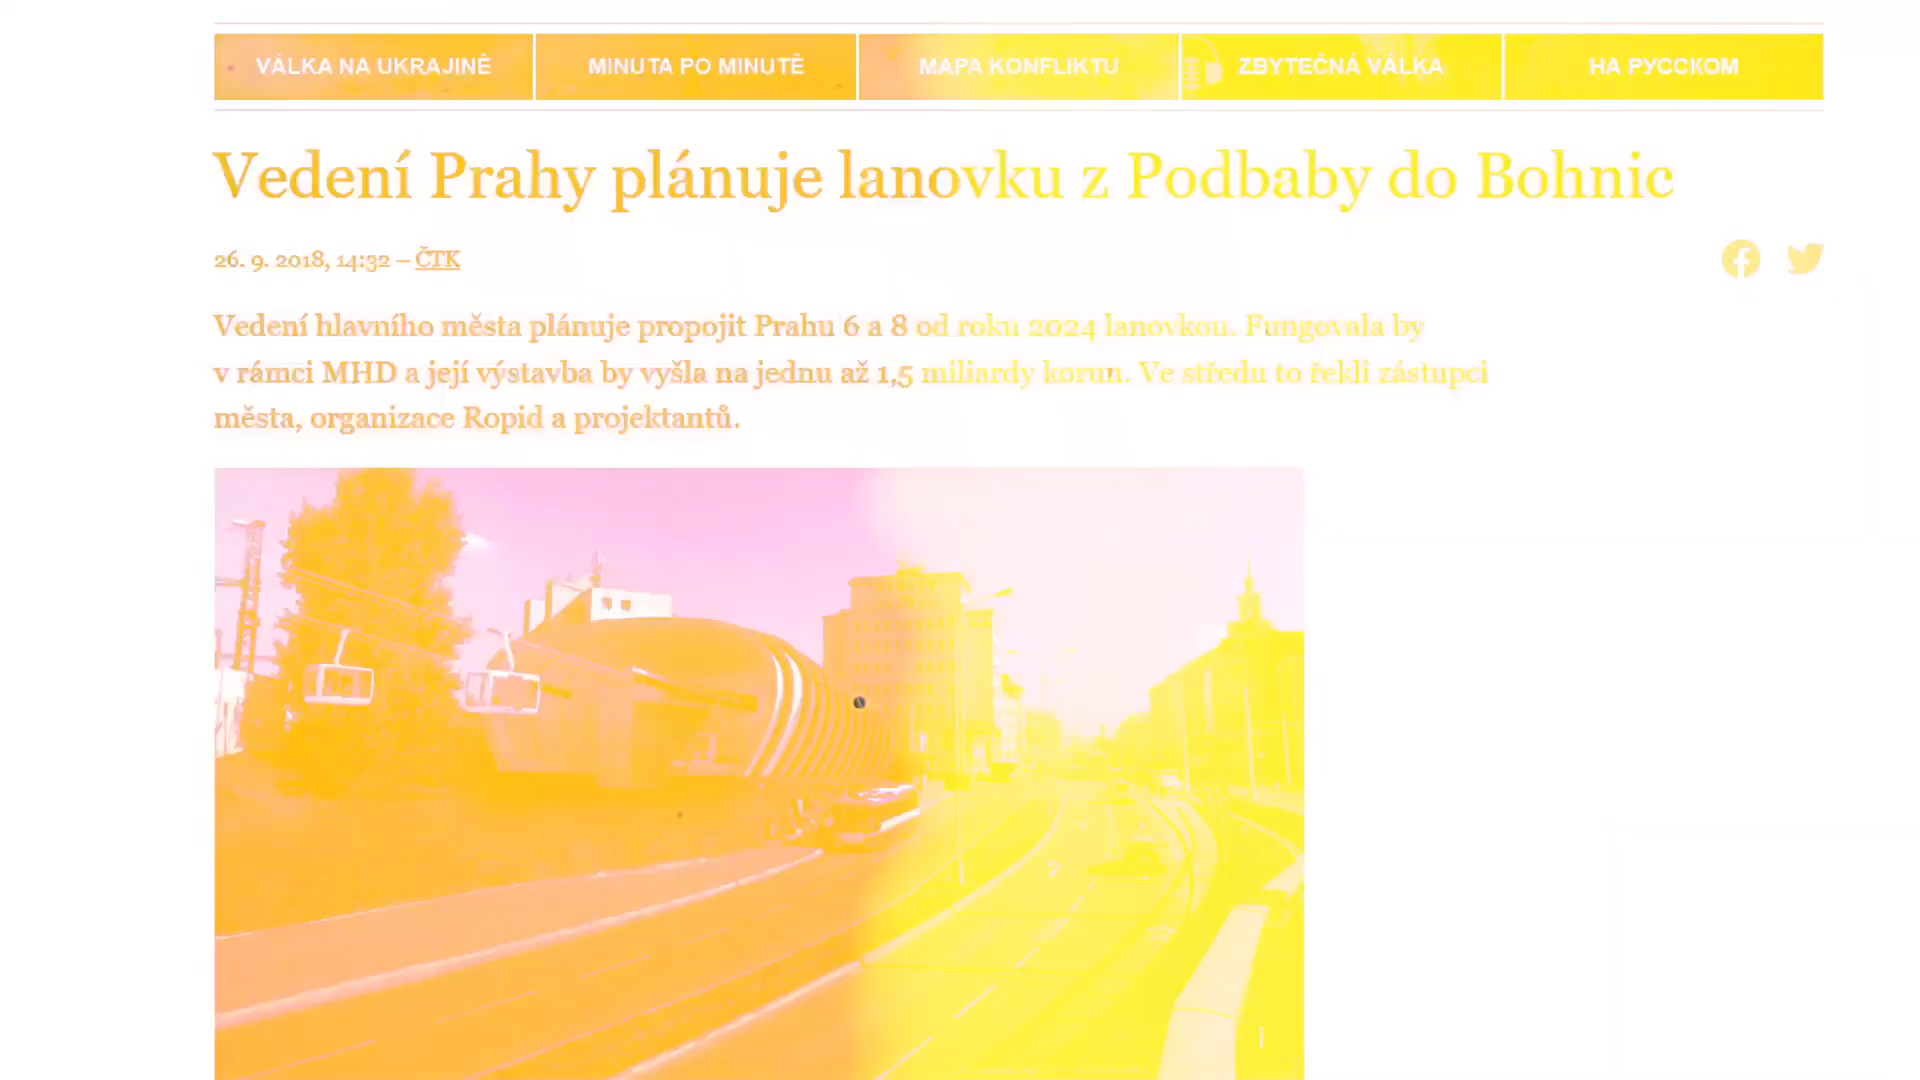 VÁLKA NA UKRAJINĚ
MINUTA PO MINUTĚ
MAPA KONFLIKTU
ZBYTEČNÁ VÁLKA
НА РУССКОМ
Vedení Prahy plánuje lanovku z Podbaby do Bohnic
26. 9. 2018, 14:32 – ČTK
Vedení hlavního města plánuje propojit Prahu 6 a 8 od roku 2024 lanovkou. Fungovala by
v rámci MHD a její výstavba by vyšla na jednu až 1,5 miliardy korun. Ve středu to řekli zástupci
města, organizace Ropid a projektantů.